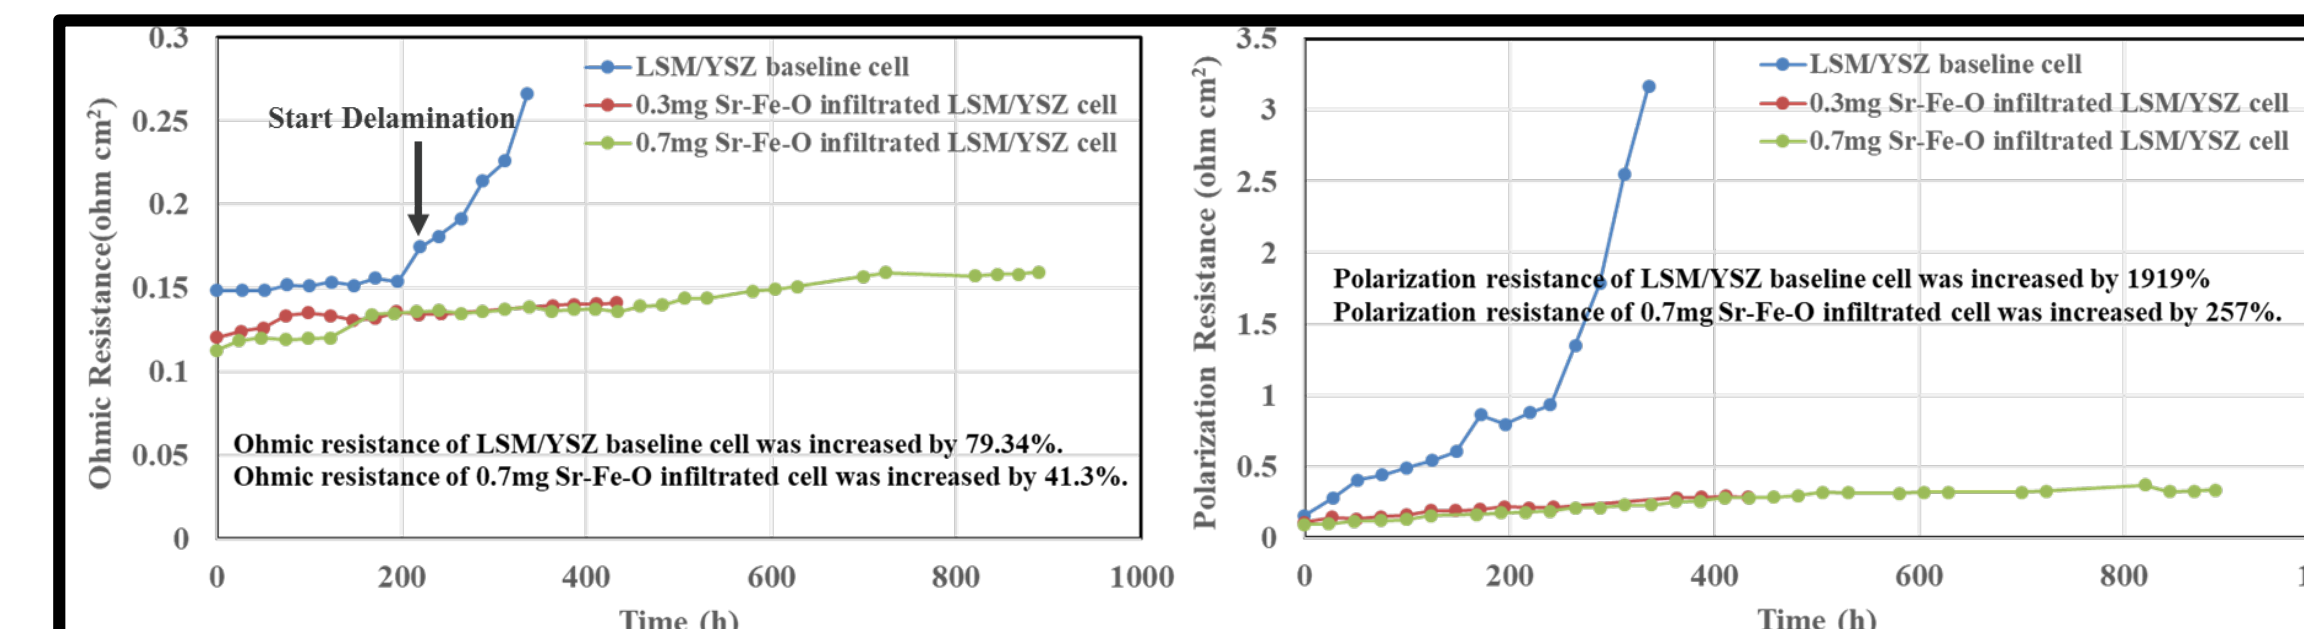 0.3
0.25
0.2
0.15
0.1
0.05
0
Ohmic Resistance(ohm cm²)
LSM/YSZ baseline cell
0.3mg Sr-Fe-O infiltrated LSM/YSZ cell
0.7mg Sr-Fe-O infiltrated LSM/YSZ cell
Start Delamination
Ohmic resistance of LSM/YSZ baseline cell was increased by 79.34%.
Ohmic resistance of 0.7mg Sr-Fe-O infiltrated cell was increased by 41.3%.
0 200 400 600 800 1000
Time (h)
3.5
3
2.5
2
1.5
1
0.5
0
Polarization Resistance (ohm cm²)
LSM/YSZ baseline cell
0.3mg Sr-Fe-O infiltrated LSM/YSZ cell
0.7mg Sr-Fe-O infiltrated LSM/YSZ cell
Polarization resistance of LSM/YSZ baseline cell was increased by 1919%
Polarization resistance of 0.7mg Sr-Fe-O infiltrated cell was increased by 257%.
0 200 400 600 800
Time (h)